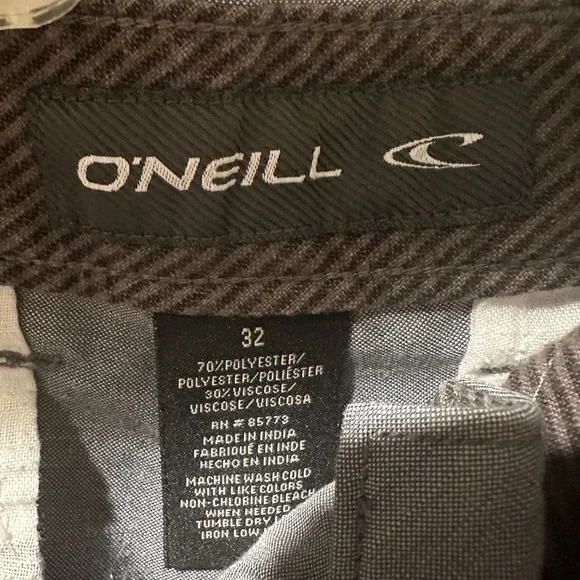 O'NEILL
32
70%POLYESTER/
POLYESTER/POLIÉSTER
30%VISCOSE/
VISCOSE/VISCOSA
RN # 85773
MADE IN INDIA
FABRIQUÉ EN INDE
HECHO EN INDIA
MACHINE WASH COLD
WITH LIKE COLORS
NON-CHLORINE BLEACH
WHEN NEEDED
TUMBLE DRY
IRON LOW